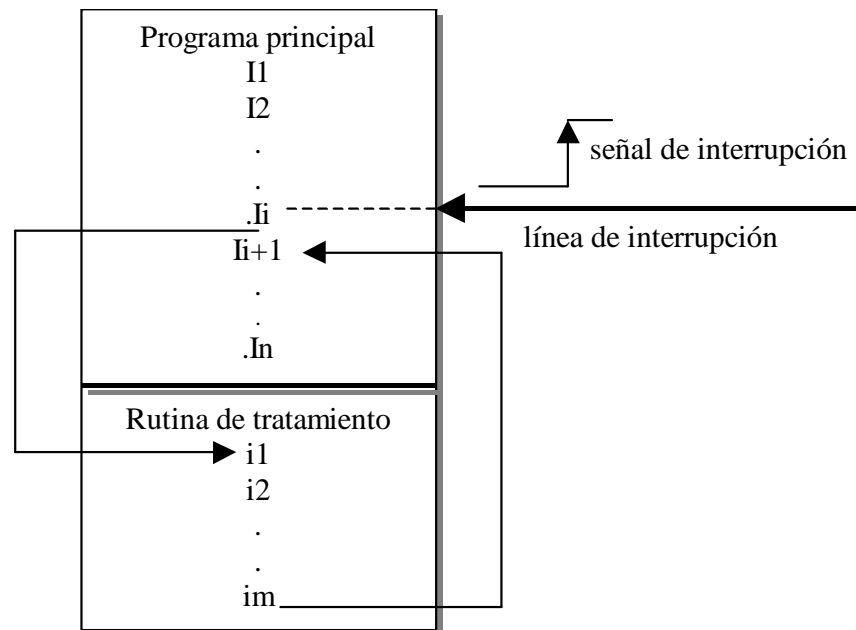 Programa principal
I1
I2
.
.
.Ii
Ii+1
.
.
.In
señal de interrupción
línea de interrupción
Rutina de tratamiento
i1
i2
.
.
im